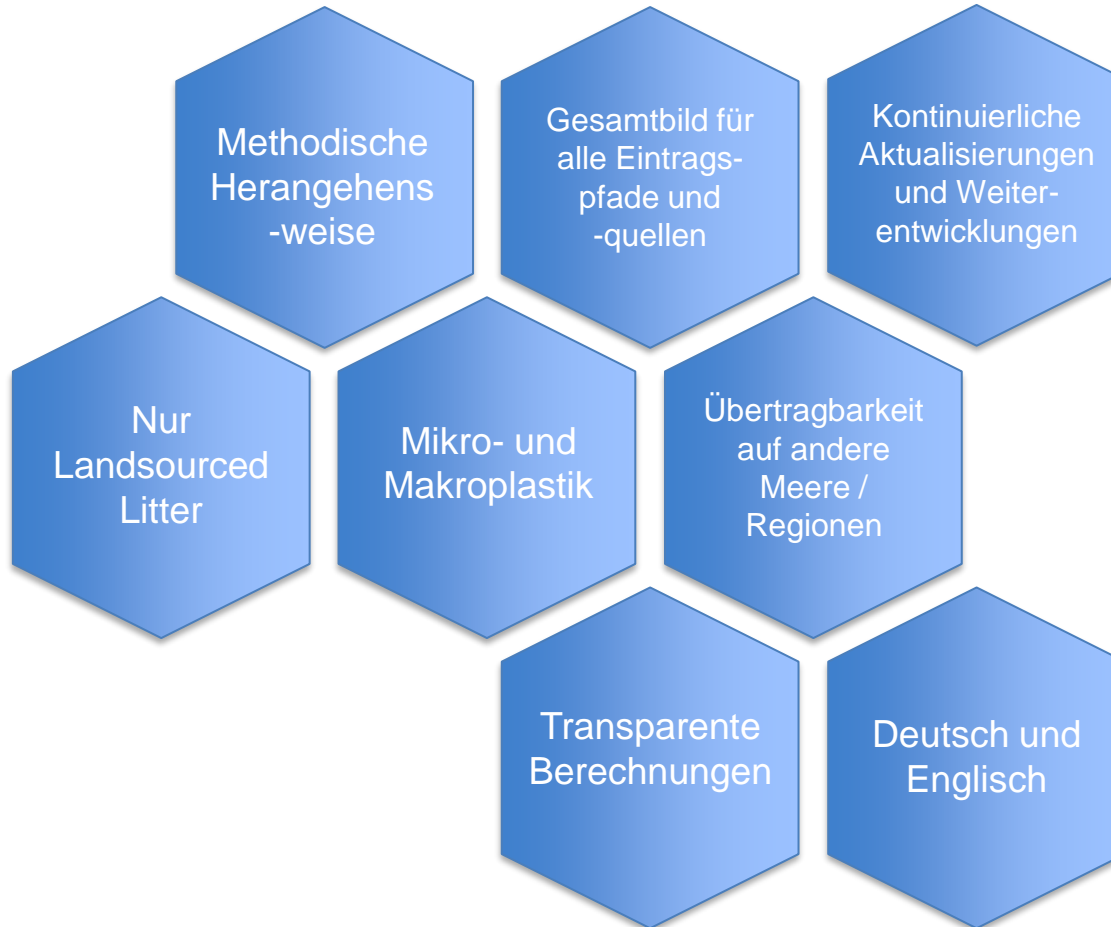 Methodische
Herangehens
-weise
Gesamtbild für
alle Eintrags-
pfade und
-quellen
Kontinuierliche
Aktualisierungen
und Weiter-
entwicklungen
Nur
Landsourced
Litter
Mikro- und
Makroplastik
Übertragbarkeit
auf andere
Meere /
Regionen
Transparente
Berechnungen
Deutsch und
Englisch